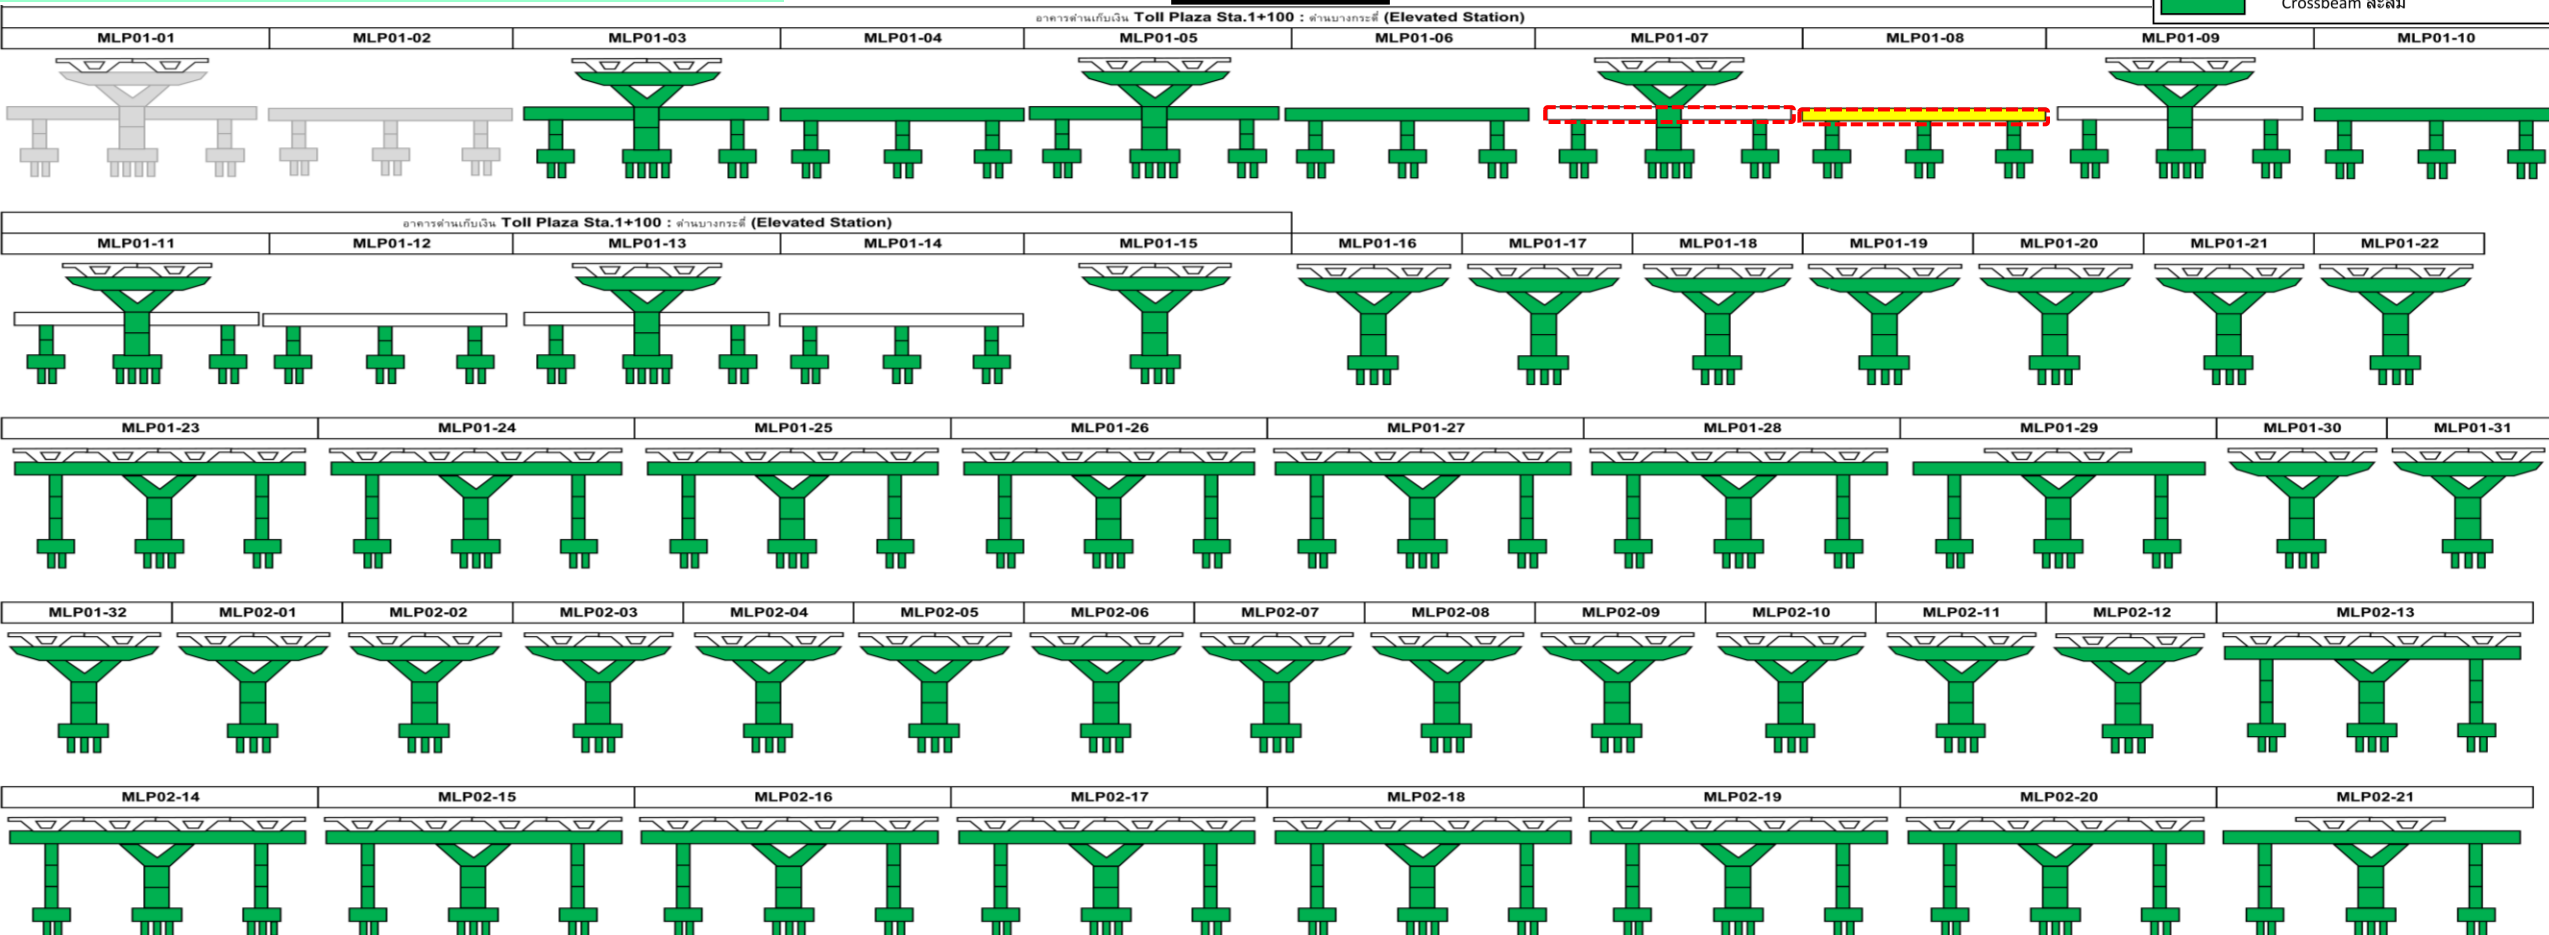 Crossbeam สะสม
อาคารด่านเก็บเงิน Toll Plaza Sta.1+100 : ด่านบางกระดี่ (Elevated Station)
MLP01-01 MLP01-02 MLP01-03 MLP01-04 MLP01-05 MLP01-06 MLP01-07 MLP01-08 MLP01-09 MLP01-10
อาคารด่านเก็บเงิน Toll Plaza Sta.1+100 : ด่านบางกระดี่ (Elevated Station)
MLP01-11 MLP01-12 MLP01-13 MLP01-14 MLP01-15 MLP01-16 MLP01-17 MLP01-18 MLP01-19 MLP01-20 MLP01-21 MLP01-22
MLP01-23 MLP01-24 MLP01-25 MLP01-26 MLP01-27 MLP01-28 MLP01-29 MLP01-30 MLP01-31
MLP01-32 MLP02-01 MLP02-02 MLP02-03 MLP02-04 MLP02-05 MLP02-06 MLP02-07 MLP02-08 MLP02-09 MLP02-10 MLP02-11 MLP02-12 MLP02-13
MLP02-14 MLP02-15 MLP02-16 MLP02-17 MLP02-18 MLP02-19 MLP02-20 MLP02-21